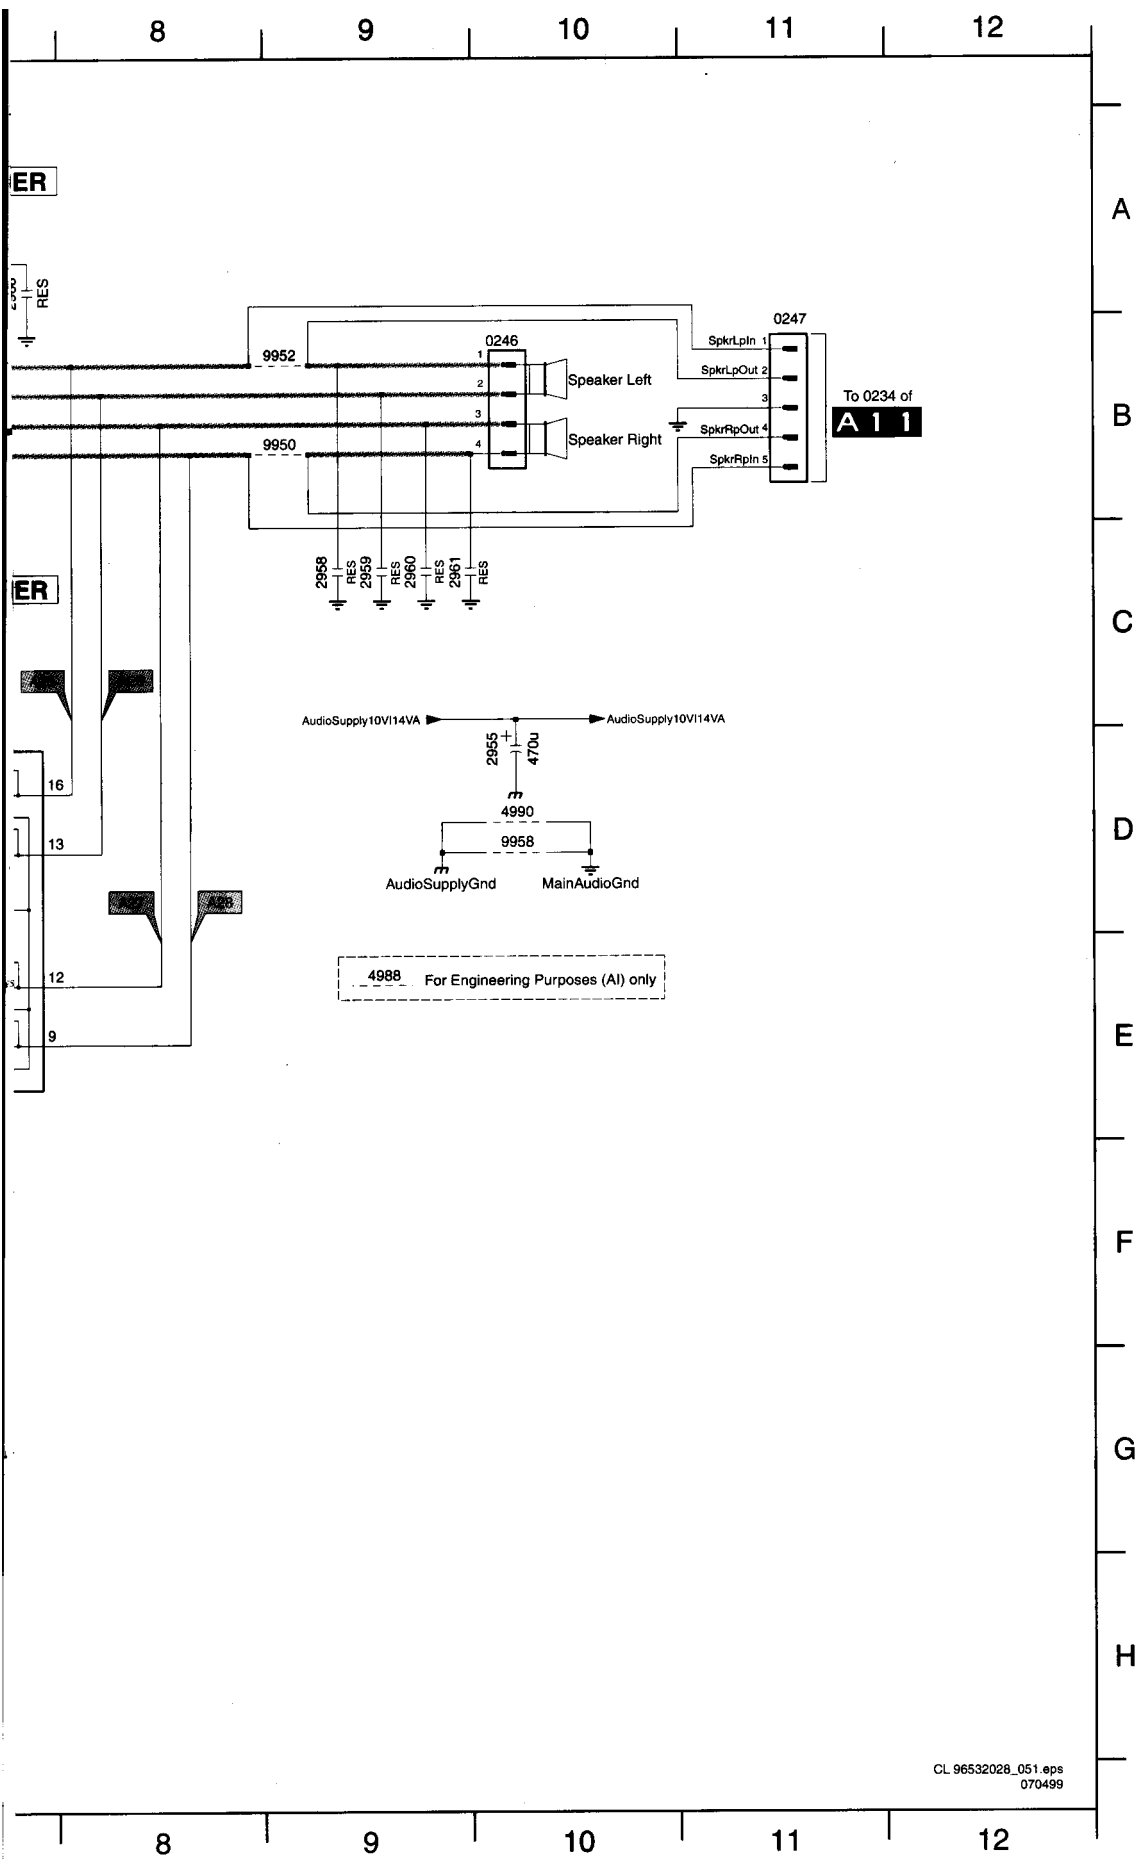 8 9 10 11 12
A
ER
RES
0247
SpkrLpIn 1
0246
9952 1
SpkrLpOut 2
Speaker Left
2
To 0234 of
3
A 1 1
B
3
SpkrRpOut 4
9950 4
Speaker Right
SpkrRpIn 5
2958 RES 2959 RES 2960 RES 2961 RES
ER
C
AudioSupply10VI14VA AudioSupply10VI14VA
2955 + 470u
16
4990
D
13
9958
AudioSupplyGnd MainAudioGnd
A27 A28
12
4988 For Engineering Purposes (AI) only
9
E
F
G
H
CL 96532028_051.eps
070499
8 9 10 11 12